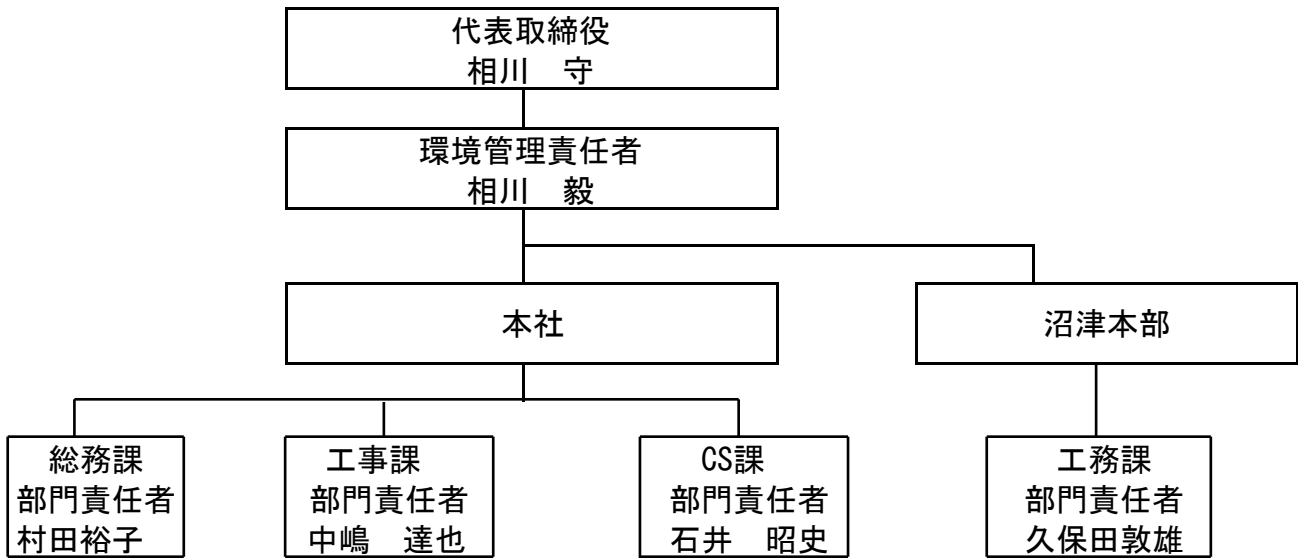 代表取締役
相川　守
環境管理責任者
相川　毅
本社
沼津本部
総務課
部門責任者
村田裕子
工事課
部門責任者
中嶋　達也
CS課
部門責任者
石井　昭史
工務課
部門責任者
久保田敦雄